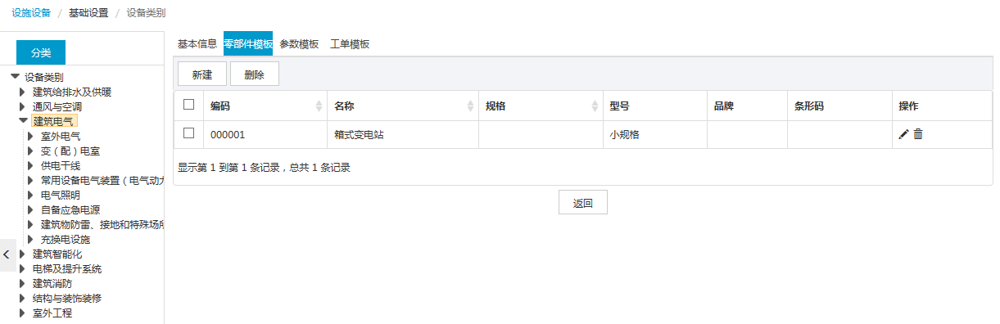 设施设备 / 基础设置 / 设备类别
分类
设备类别
建筑给排水及供暖
通风与空调
建筑电气
室外电气
变（配）电室
供电干线
常用设备电气装置（电气动力
电气照明
自备应急电源
建筑物防雷、接地和特殊场所
充换电设施
建筑智能化
电梯及提升系统
建筑消防
结构与装饰装修
室外工程
基本信息 零部件模板 参数模板 工单模板
新建 删除
编码 名称 规格 型号 品牌 条形码 操作
000001 箱式变电站 小规格
显示第 1 到第 1 条记录，总共 1 条记录
返回